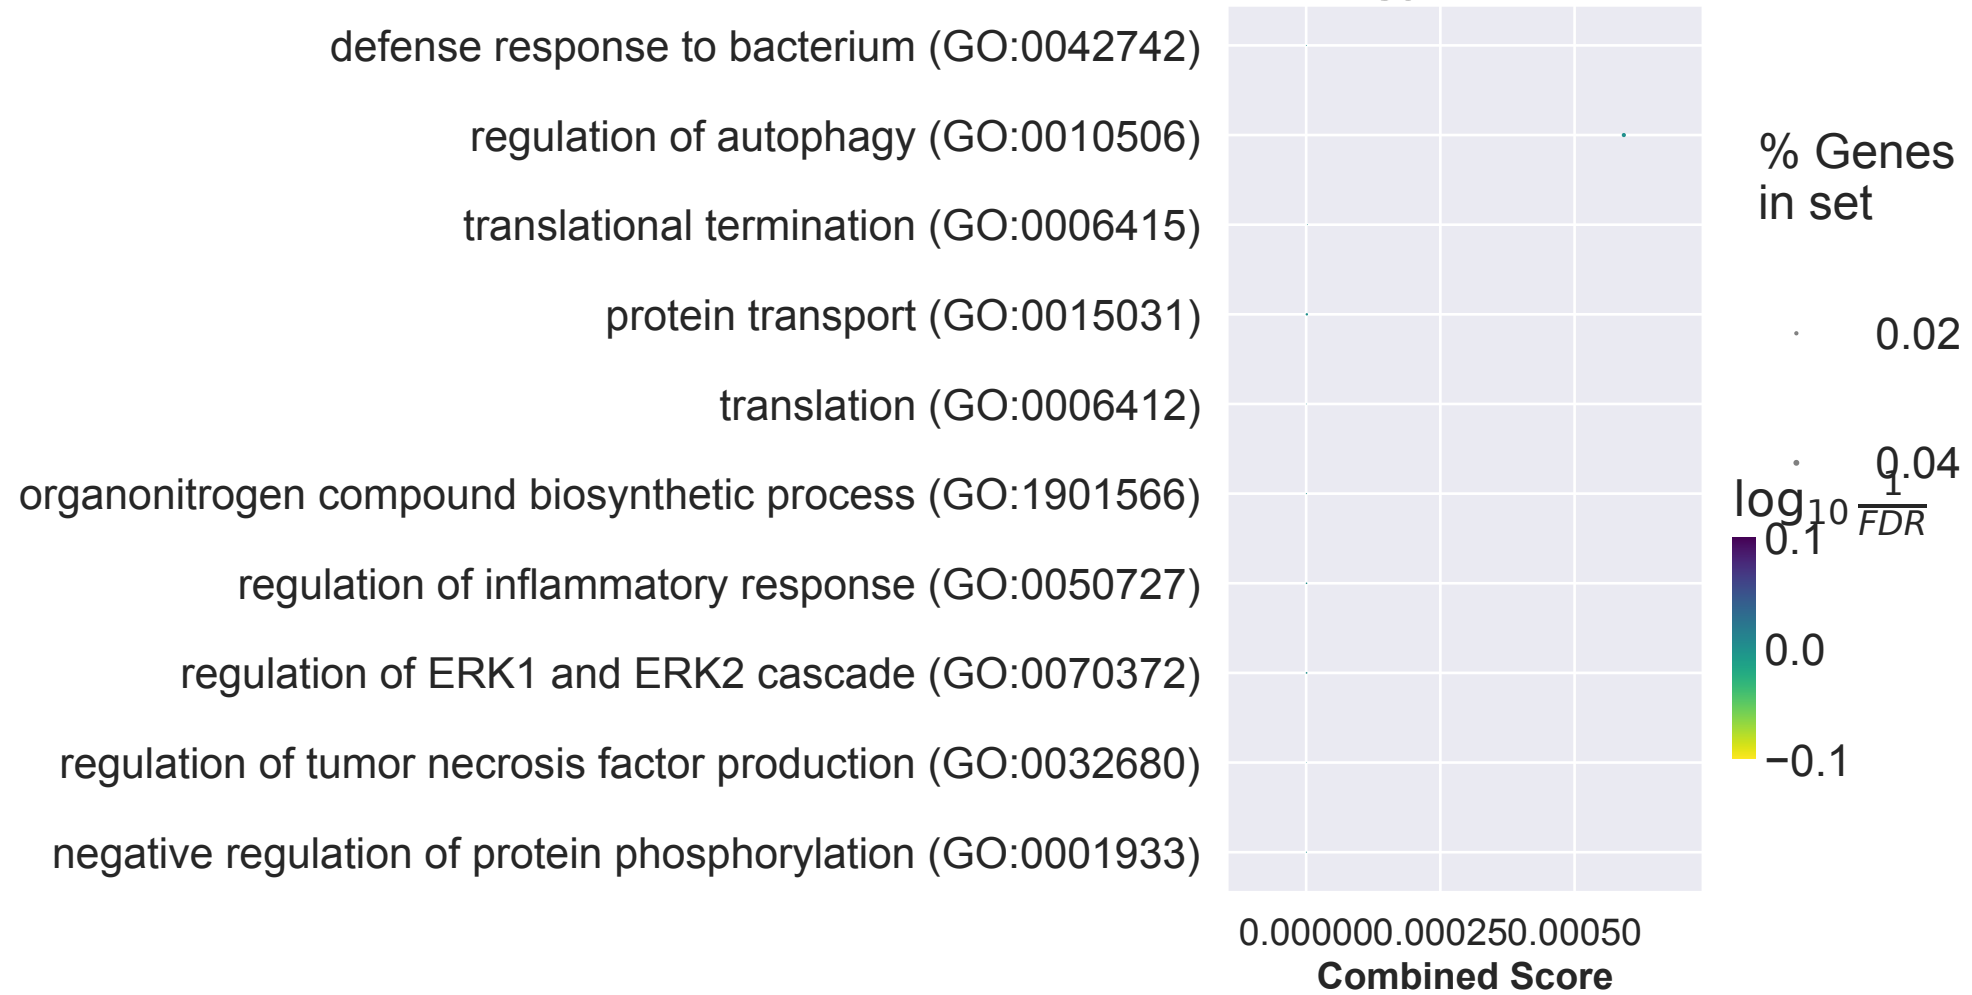 defense response to bacterium (GO:0042742)
regulation of autophagy (GO:0010506)
translational termination (GO:0006415)
protein transport (GO:0015031)
translation (GO:0006412)
organonitrogen compound biosynthetic process (GO:1901566)
regulation of inflammatory response (GO:0050727)
regulation of ERK1 and ERK2 cascade (GO:0070372)
regulation of tumor necrosis factor production (GO:0032680)
negative regulation of protein phosphorylation (GO:0001933)
0.00000 0.00025 0.00050
Combined Score
% Genes
in set
0.02
0.04
log10 1/FDR
0.1
0.0
−0.1